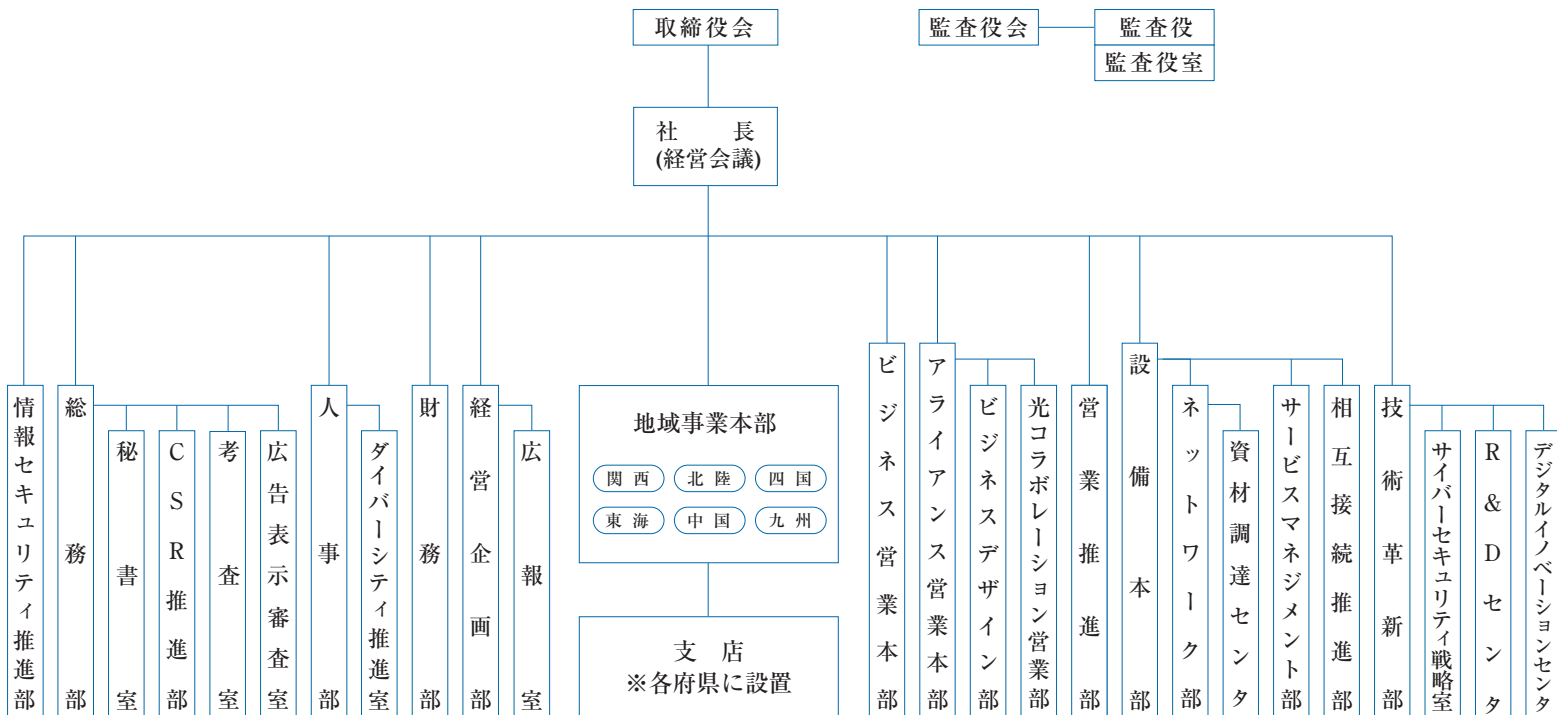 取締役会
監査役会
監査役
監査役室
社長
(経営会議)
情報セキュリティ推進部
総務部
秘書室
CSR推進部
考査室
広告表示審査室
人事部
ダイバーシティ推進室
財務部
経営企画部
広報室
地域事業本部
関西
北陸
四国
東海
中国
九州
支店
※各府県に設置
ビジネス営業本部
アライアンス営業本部
ビジネスデザイン部
光コラボレーション営業部
営業推進部
設備本部
ネットワーク部
資材調達センタ
サービスマネジメント部
相互接続推進部
技術革新部
サイバーセキュリティ戦略室
R&Dセンタ
デジタルイノベーションセンタ